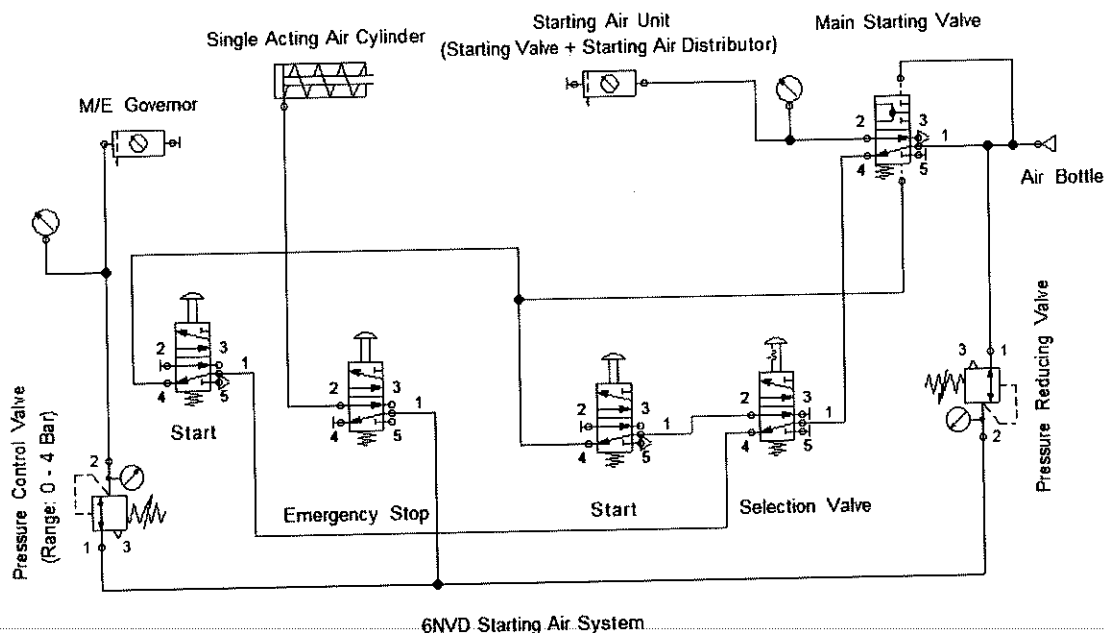 Starting Air Unit
(Starting Valve + Starting Air Distributor)
Main Starting Valve
Single Acting Air Cylinder
M/E Governor
2 3
1
4 5
Air Bottle
2 3
1
4 5
Start
2 3
1
4 5
Emergency Stop
2 3
1
4 5
Start
2 3
1
4 5
Selection Valve
3 1
2
Pressure Reducing Valve
Pressure Control Valve
(Range: 0 - 4 Bar)
2
1 3
6NVD Starting Air System